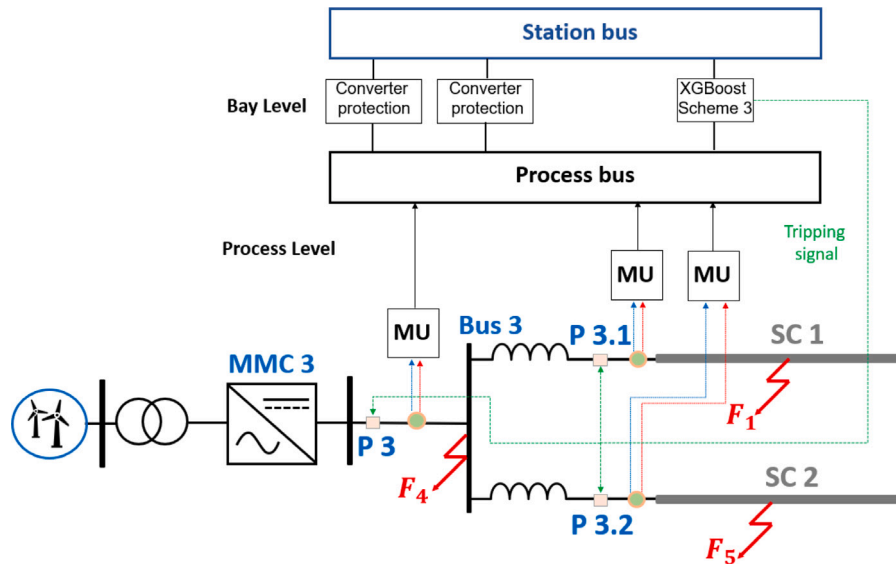 Station bus
Bay Level
Converter
protection
Converter
protection
XGBoost
Scheme 3
Process bus
Process Level
Tripping
signal
MU
MU
MU
Bus 3
P 3.1
SC 1
MMC 3
F1
P 3
F4
SC 2
P 3.2
F5